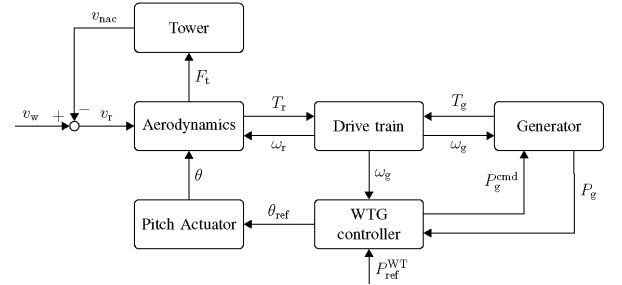 v_nac
Tower
F_t
v_w + − v_r
Aerodynamics
T_r
ω_r
Drive train
T_g
ω_g
Generator
θ
ω_g
P_g^cmd
P_g
Pitch Actuator
θ_ref
WTG
controller
P_ref^WT